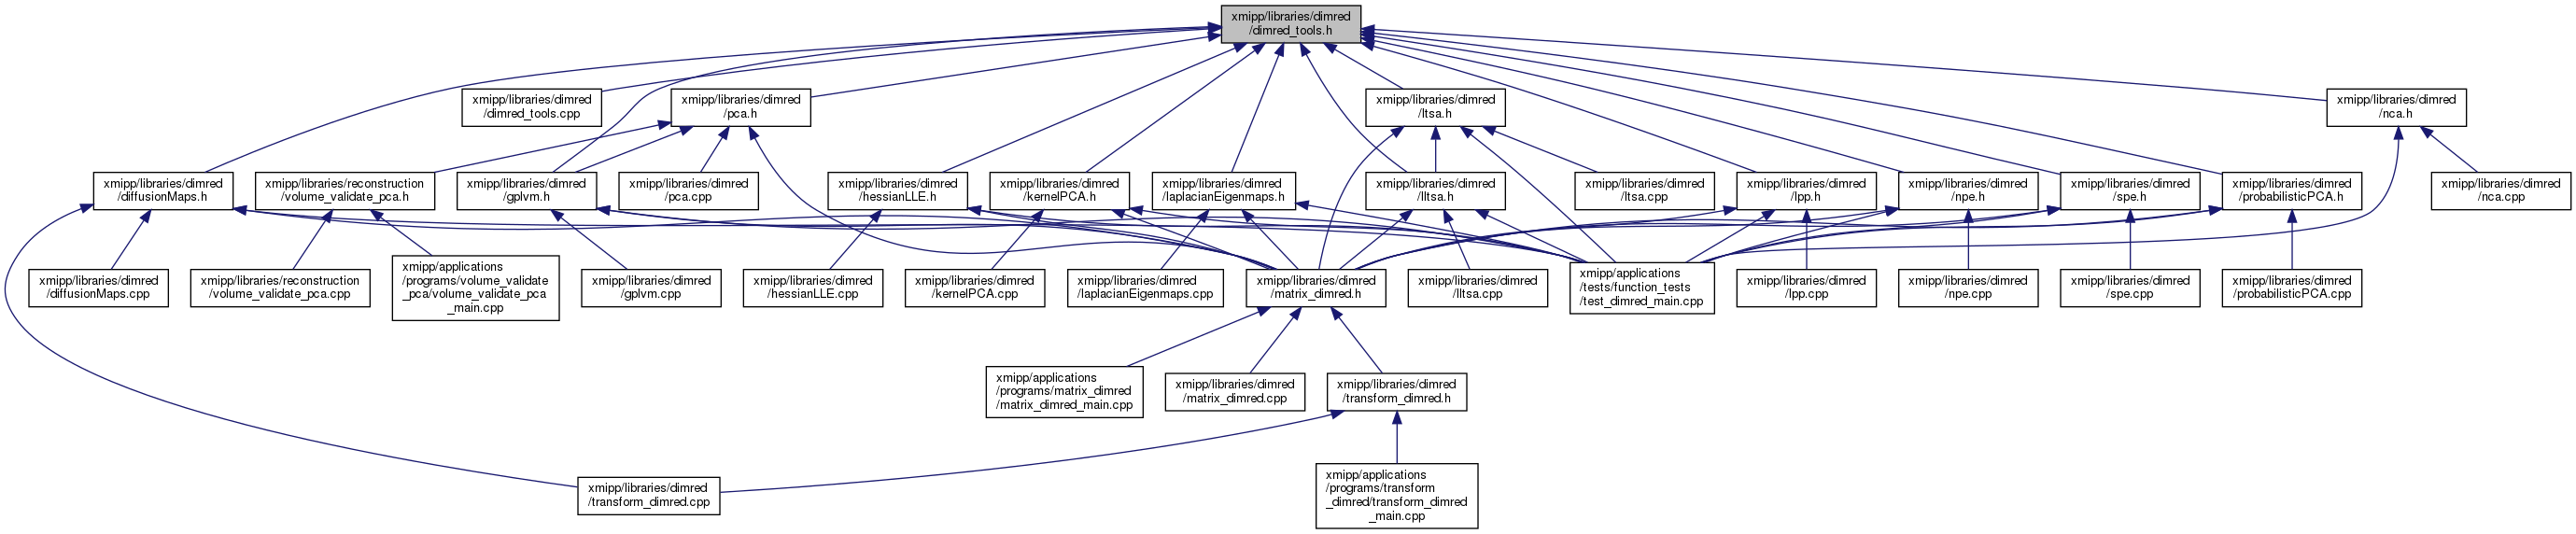 xmipp/libraries/dimred
/dimred_tools.h
xmipp/libraries/dimred
/dimred_tools.cpp
xmipp/libraries/dimred
/pca.h
xmipp/libraries/dimred
/ltsa.h
xmipp/libraries/dimred
/nca.h
xmipp/libraries/dimred
/diffusionMaps.h
xmipp/libraries/reconstruction
/volume_validate_pca.h
xmipp/libraries/dimred
/gplvm.h
xmipp/libraries/dimred
/pca.cpp
xmipp/libraries/dimred
/hessianLLE.h
xmipp/libraries/dimred
/kernelPCA.h
xmipp/libraries/dimred
/laplacianEigenmaps.h
xmipp/libraries/dimred
/lltsa.h
xmipp/libraries/dimred
/ltsa.cpp
xmipp/libraries/dimred
/lpp.h
xmipp/libraries/dimred
/npe.h
xmipp/libraries/dimred
/spe.h
xmipp/libraries/dimred
/probabilisticPCA.h
xmipp/libraries/dimred
/nca.cpp
xmipp/libraries/dimred
/diffusionMaps.cpp
xmipp/libraries/reconstruction
/volume_validate_pca.cpp
xmipp/applications
/programs/volume_validate
_pca/volume_validate_pca
_main.cpp
xmipp/libraries/dimred
/gplvm.cpp
xmipp/libraries/dimred
/hessianLLE.cpp
xmipp/libraries/dimred
/kernelPCA.cpp
xmipp/libraries/dimred
/laplacianEigenmaps.cpp
xmipp/libraries/dimred
/matrix_dimred.h
xmipp/libraries/dimred
/lltsa.cpp
xmipp/applications
/tests/function_tests
/test_dimred_main.cpp
xmipp/libraries/dimred
/lpp.cpp
xmipp/libraries/dimred
/npe.cpp
xmipp/libraries/dimred
/spe.cpp
xmipp/libraries/dimred
/probabilisticPCA.cpp
xmipp/applications
/programs/matrix_dimred
/matrix_dimred_main.cpp
xmipp/libraries/dimred
/matrix_dimred.cpp
xmipp/libraries/dimred
/transform_dimred.h
xmipp/libraries/dimred
/transform_dimred.cpp
xmipp/applications
/programs/transform
_dimred/transform_dimred
_main.cpp